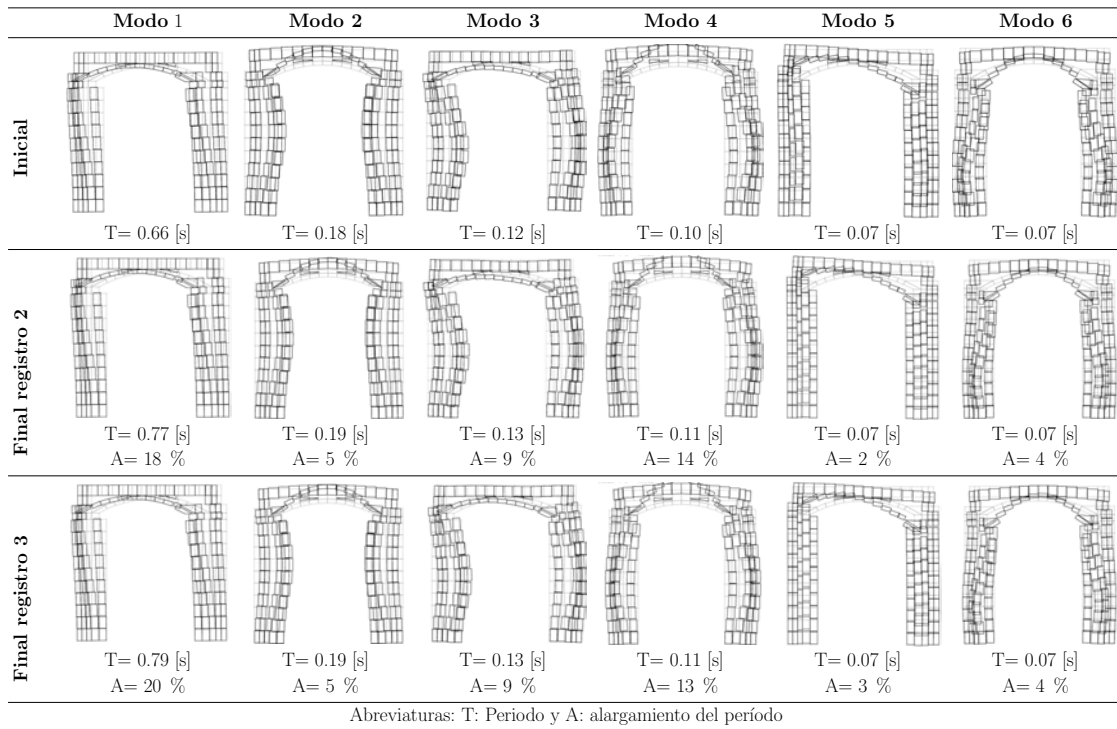 Modo 1 Modo 2 Modo 3 Modo 4 Modo 5 Modo 6
Inicial
T= 0.66 [s] T= 0.18 [s] T= 0.12 [s] T= 0.10 [s] T= 0.07 [s] T= 0.07 [s]
Final registro 2
T= 0.77 [s] T= 0.19 [s] T= 0.13 [s] T= 0.11 [s] T= 0.07 [s] T= 0.07 [s]
A= 18 % A= 5 % A= 9 % A= 14 % A= 2 % A= 4 %
Final registro 3
T= 0.79 [s] T= 0.19 [s] T= 0.13 [s] T= 0.11 [s] T= 0.07 [s] T= 0.07 [s]
A= 20 % A= 5 % A= 9 % A= 13 % A= 3 % A= 4 %
Abreviaturas: T: Periodo y A: alargamiento del período